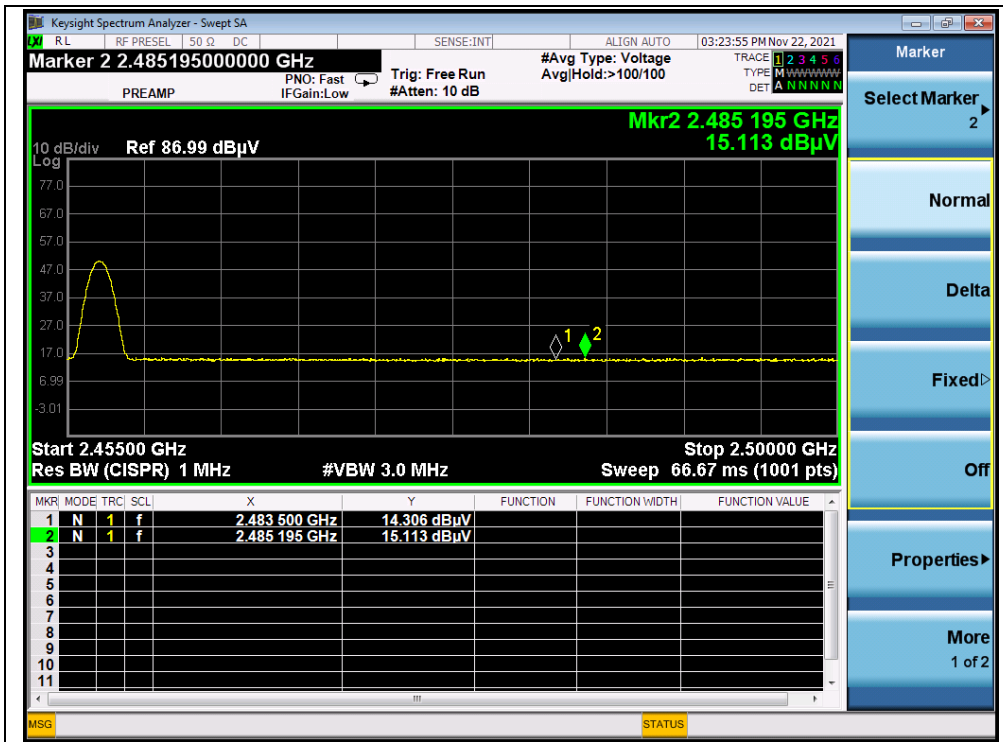 Keysight Spectrum Analyzer - Swept SA
LXI RL RF PRESEL 50 Ω DC SENSE:INT ALIGN AUTO 03:23:55 PM Nov 22, 2021
Marker 2 2.485195000000 GHz
PREAMP
PNO: Fast
IFGain:Low
Trig: Free Run
#Atten: 10 dB
#Avg Type: Voltage
Avg|Hold:>100/100
TRACE 1 2 3 4 5 6
TYPE M WWWWW
DET A N N N N N
Mkr2 2.485 195 GHz
15.113 dBµV
10 dB/div Ref 86.99 dBµV
Log
77.0
67.0
57.0
47.0
37.0
27.0
17.0
6.99
-3.01
1 2
Start 2.45500 GHz Stop 2.50000 GHz
Res BW (CISPR) 1 MHz #VBW 3.0 MHz Sweep 66.67 ms (1001 pts)
MKR MODE TRC SCL X Y FUNCTION FUNCTION WIDTH FUNCTION VALUE
1 N 1 f 2.483 500 GHz 14.306 dBµV
2 N 1 f 2.485 195 GHz 15.113 dBµV
3
4
5
6
7
8
9
10
11
MSG STATUS
Marker
Select Marker
2
Normal
Delta
Fixed
Off
Properties
More
1 of 2